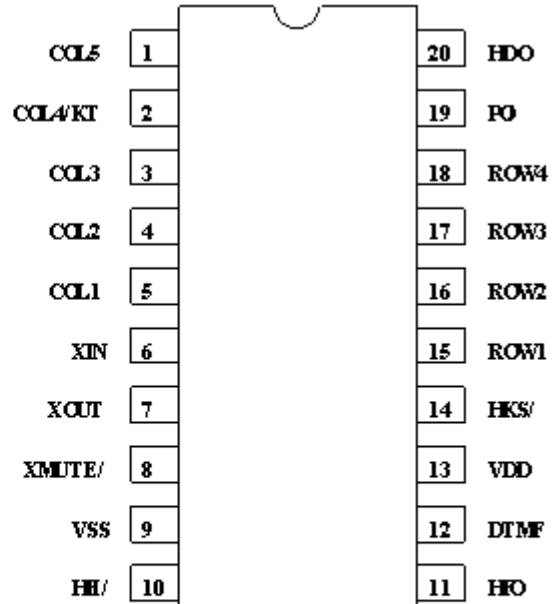 COL5 1 20 HDO
COL4/KT 2 19 PO
COL3 3 18 ROW4
COL2 4 17 ROW3
COL1 5 16 ROW2
XIN 6 15 ROW1
XOUT 7 14 HKS/
XMUTE/ 8 13 VDD
VSS 9 12 DTMF
10 11 HFO